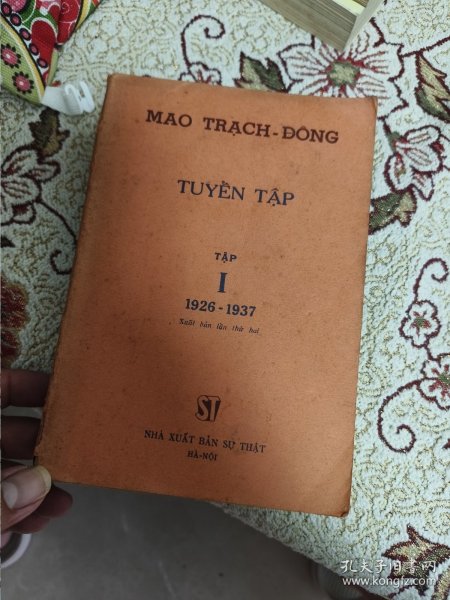 MAO TRẠCH-ĐÔNG
TUYỂN TẬP
TẬP
I
1926-1937
Xuất bản lần thứ hai
ST
NHÀ XUẤT BẢN SỰ THẬT
HÀ-NỘI
孔夫子旧书网
www.kongfz.com